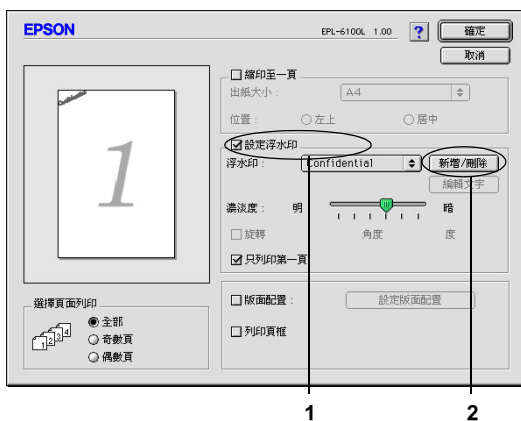 EPSON
EPL-6100L 1.00
?
確定
取消
縮印至一頁
出紙大小：
A4
位置：
左上
居中
設定浮水印
浮水印：
Confidential
新增/刪除
編輯文字
濃淡度：
明
暗
旋轉
角度
度
只列印第一頁
版面配置：
設定版面配置
列印頁框
1
選擇頁面列印
全部
奇數頁
偶數頁
1 2 3 4
1
2